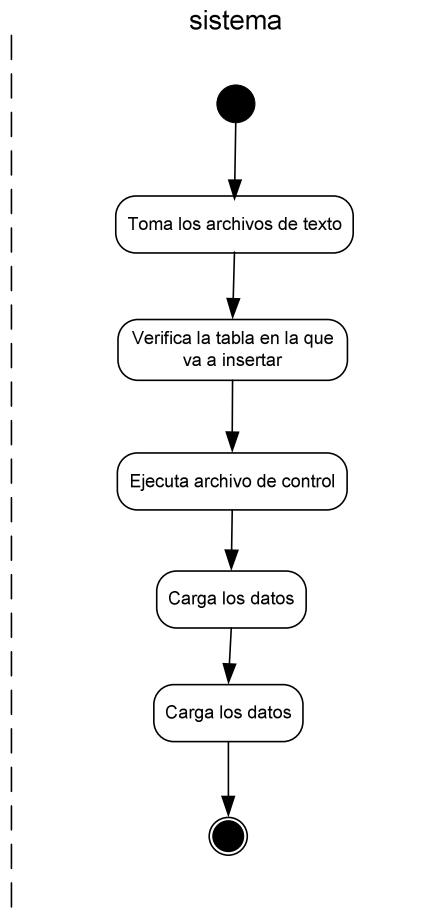 sistema
Toma los archivos de texto
Verifica la tabla en la que
va a insertar
Ejecuta archivo de control
Carga los datos
Carga los datos